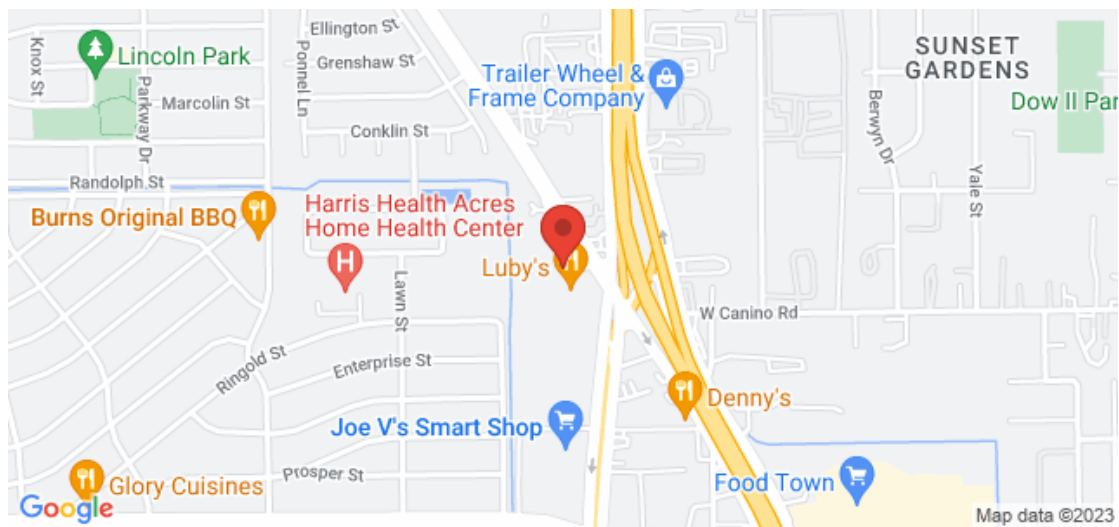 Ellington St
Knox St
Lincoln Park
Parkway Dr
Ponnel Ln
Grenshaw St
Marcolin St
Conklin St
Trailer Wheel &
Frame Company
SUNSET
GARDENS
Dow II Par
Berwyn Dr
Yale St
Randolph St
Burns Original BBQ
Harris Health Acres
Home Health Center
H
Luby's
Lawn St
W Canino Rd
Ringold St
Enterprise St
Denny's
Joe V's Smart Shop
Prosper St
Glory Cuisines
Food Town
Google
Map data ©2023